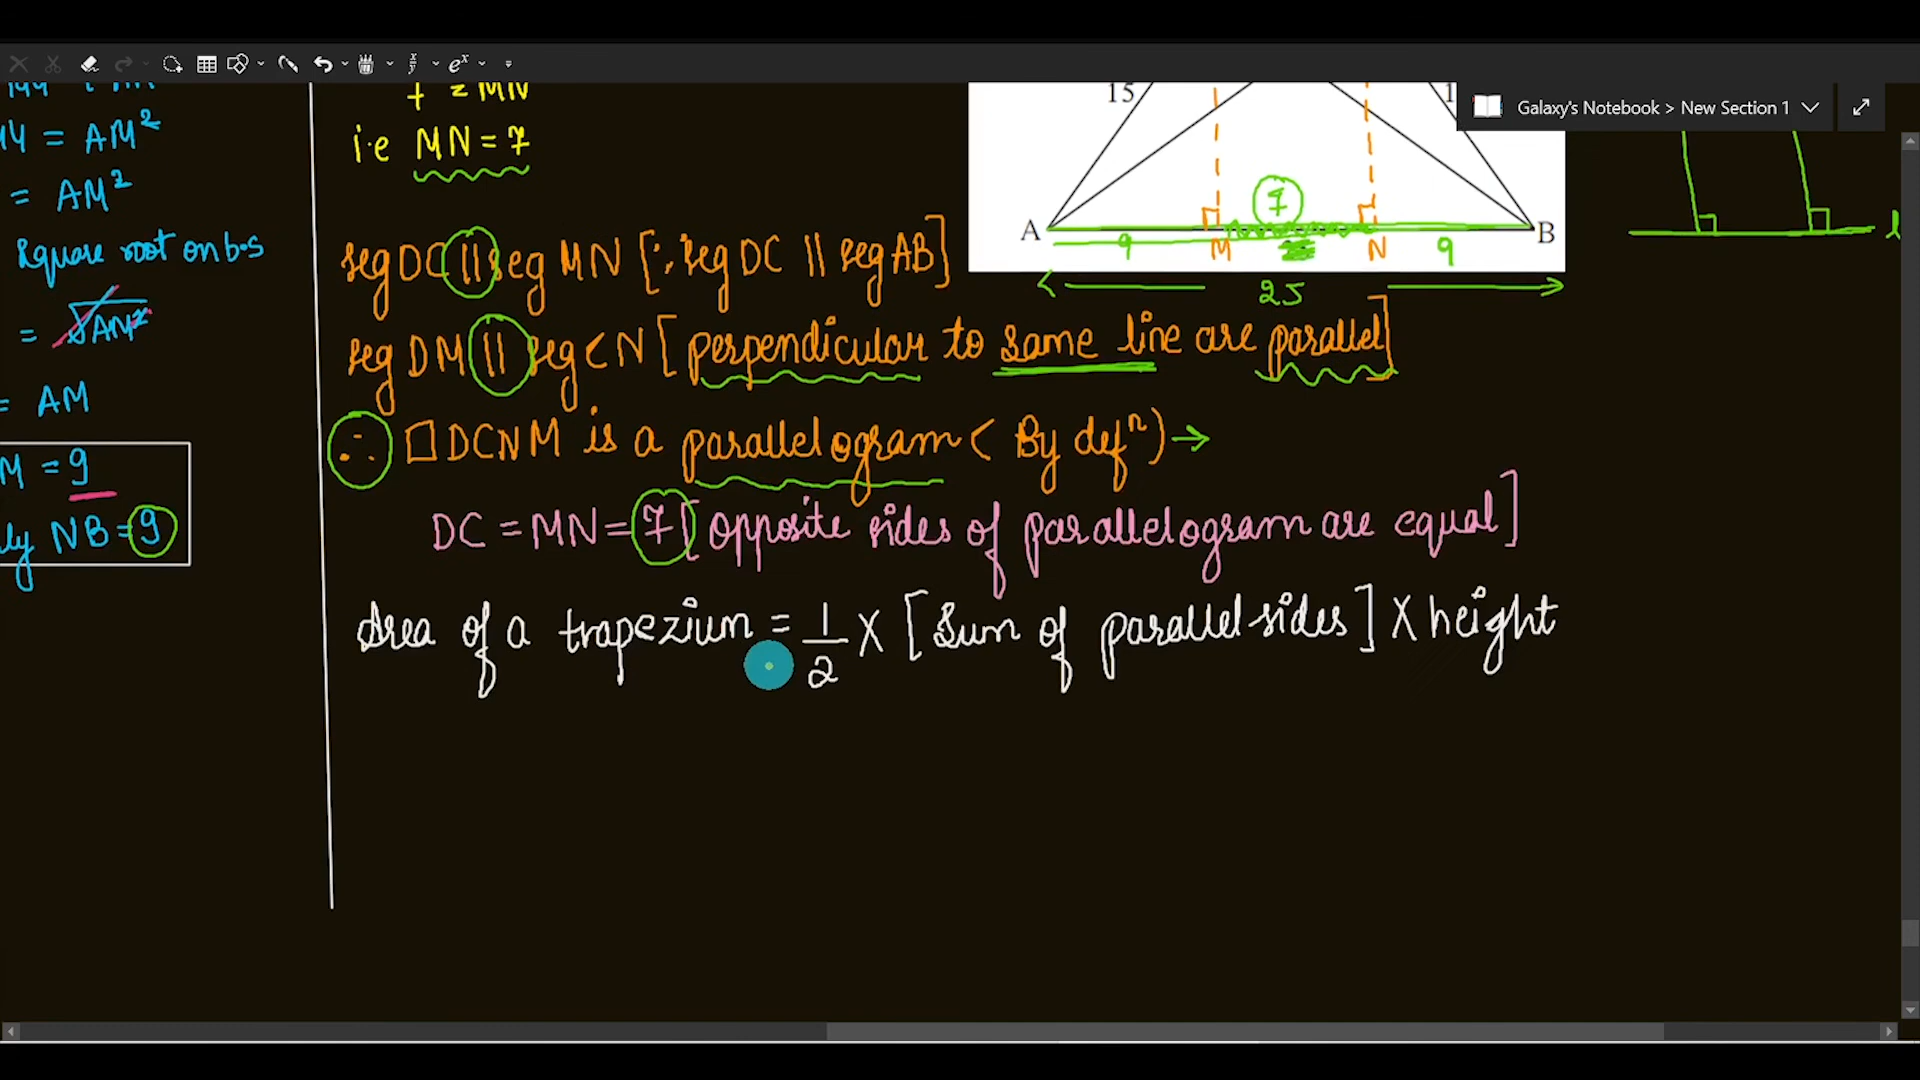 Galaxy's Notebook > New Section 1
44 = AM²
= AM²
Square root on b.s
= √AM²
= AM
M = 9
ly NB = 9
= MN
i.e MN = 7
15
A
B
M
N
7
9
9
25
seg DC || seg MN [∵ seg DC || seg AB]
seg DM || seg CN [perpendicular to same line are parallel]
∴ □DCNM is a parallelogram ( By defⁿ) →
DC = MN = 7 [opposite sides of parallelogram are equal]
Area of a trapezium = 1/2 X [Sum of parallel sides] X height